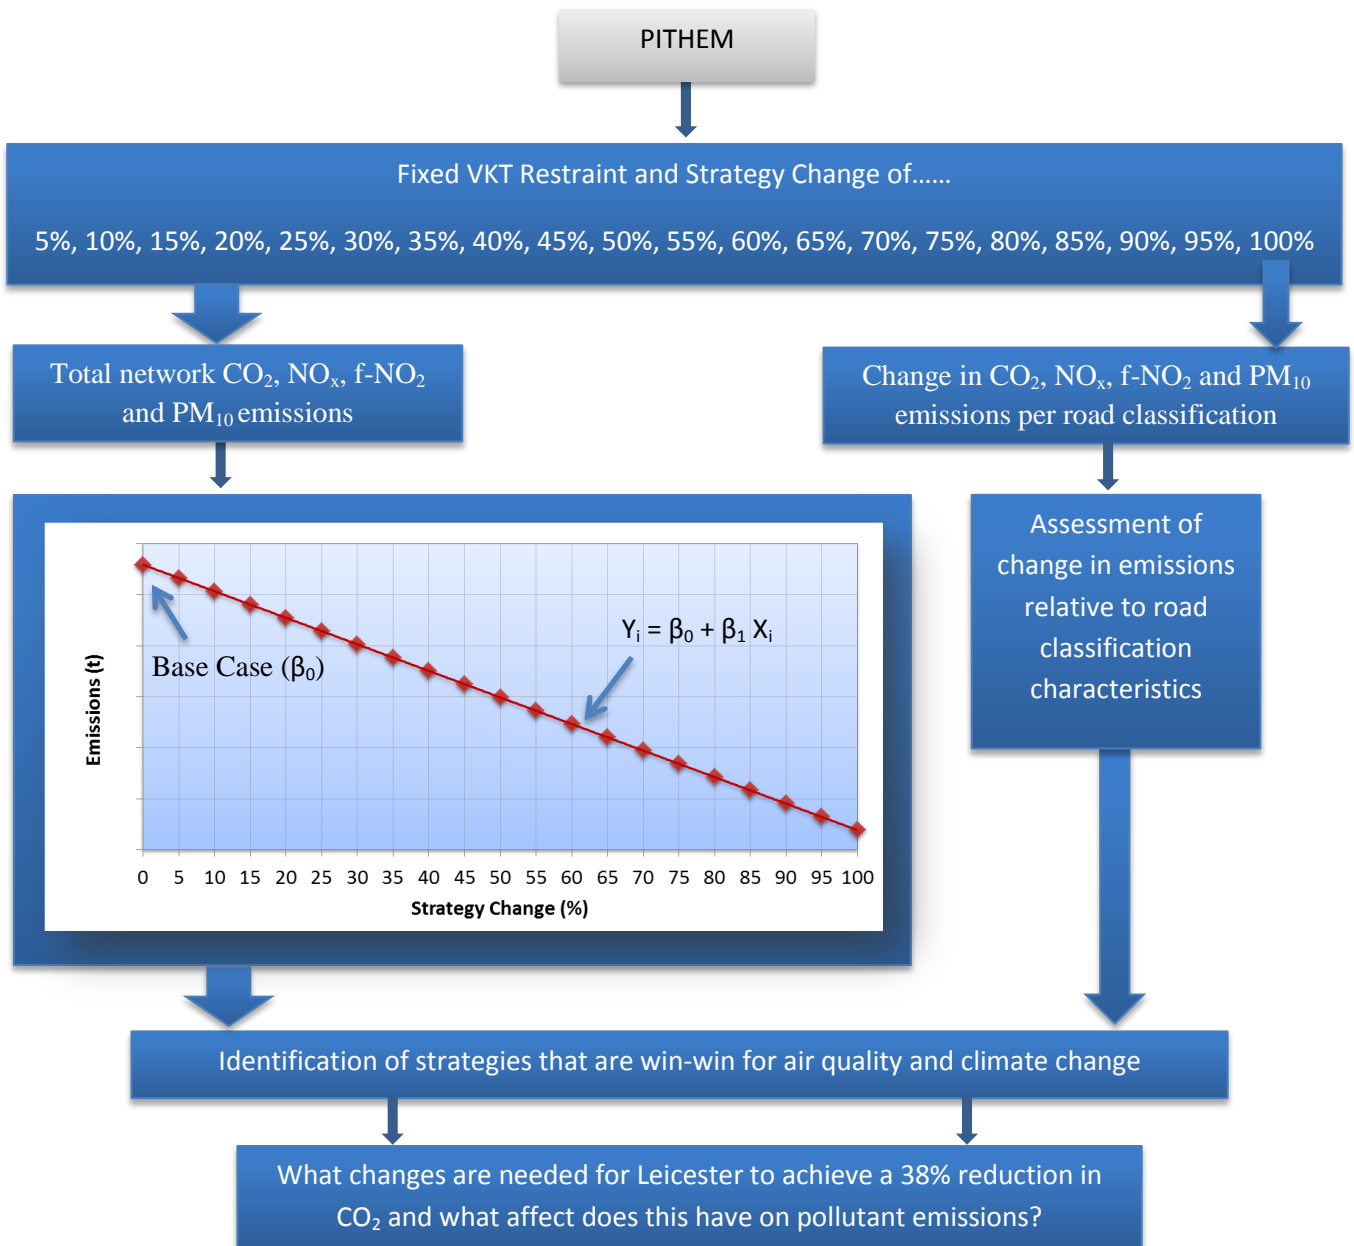 PITHEM
Fixed VKT Restraint and Strategy Change of......
5%, 10%, 15%, 20%, 25%, 30%, 35%, 40%, 45%, 50%, 55%, 60%, 65%, 70%, 75%, 80%, 85%, 90%, 95%, 100%
Total network CO₂, NOₓ, f-NO₂
and PM₁₀ emissions
Change in CO₂, NOₓ, f-NO₂ and PM₁₀
emissions per road classification
Emissions (t)
Base Case (β₀)
Yᵢ = β₀ + β₁ Xᵢ
0 5 10 15 20 25 30 35 40 45 50 55 60 65 70 75 80 85 90 95 100
Strategy Change (%)
Assessment of
change in emissions
relative to road
classification
characteristics
Identification of strategies that are win-win for air quality and climate change
What changes are needed for Leicester to achieve a 38% reduction in
CO₂ and what affect does this have on pollutant emissions?